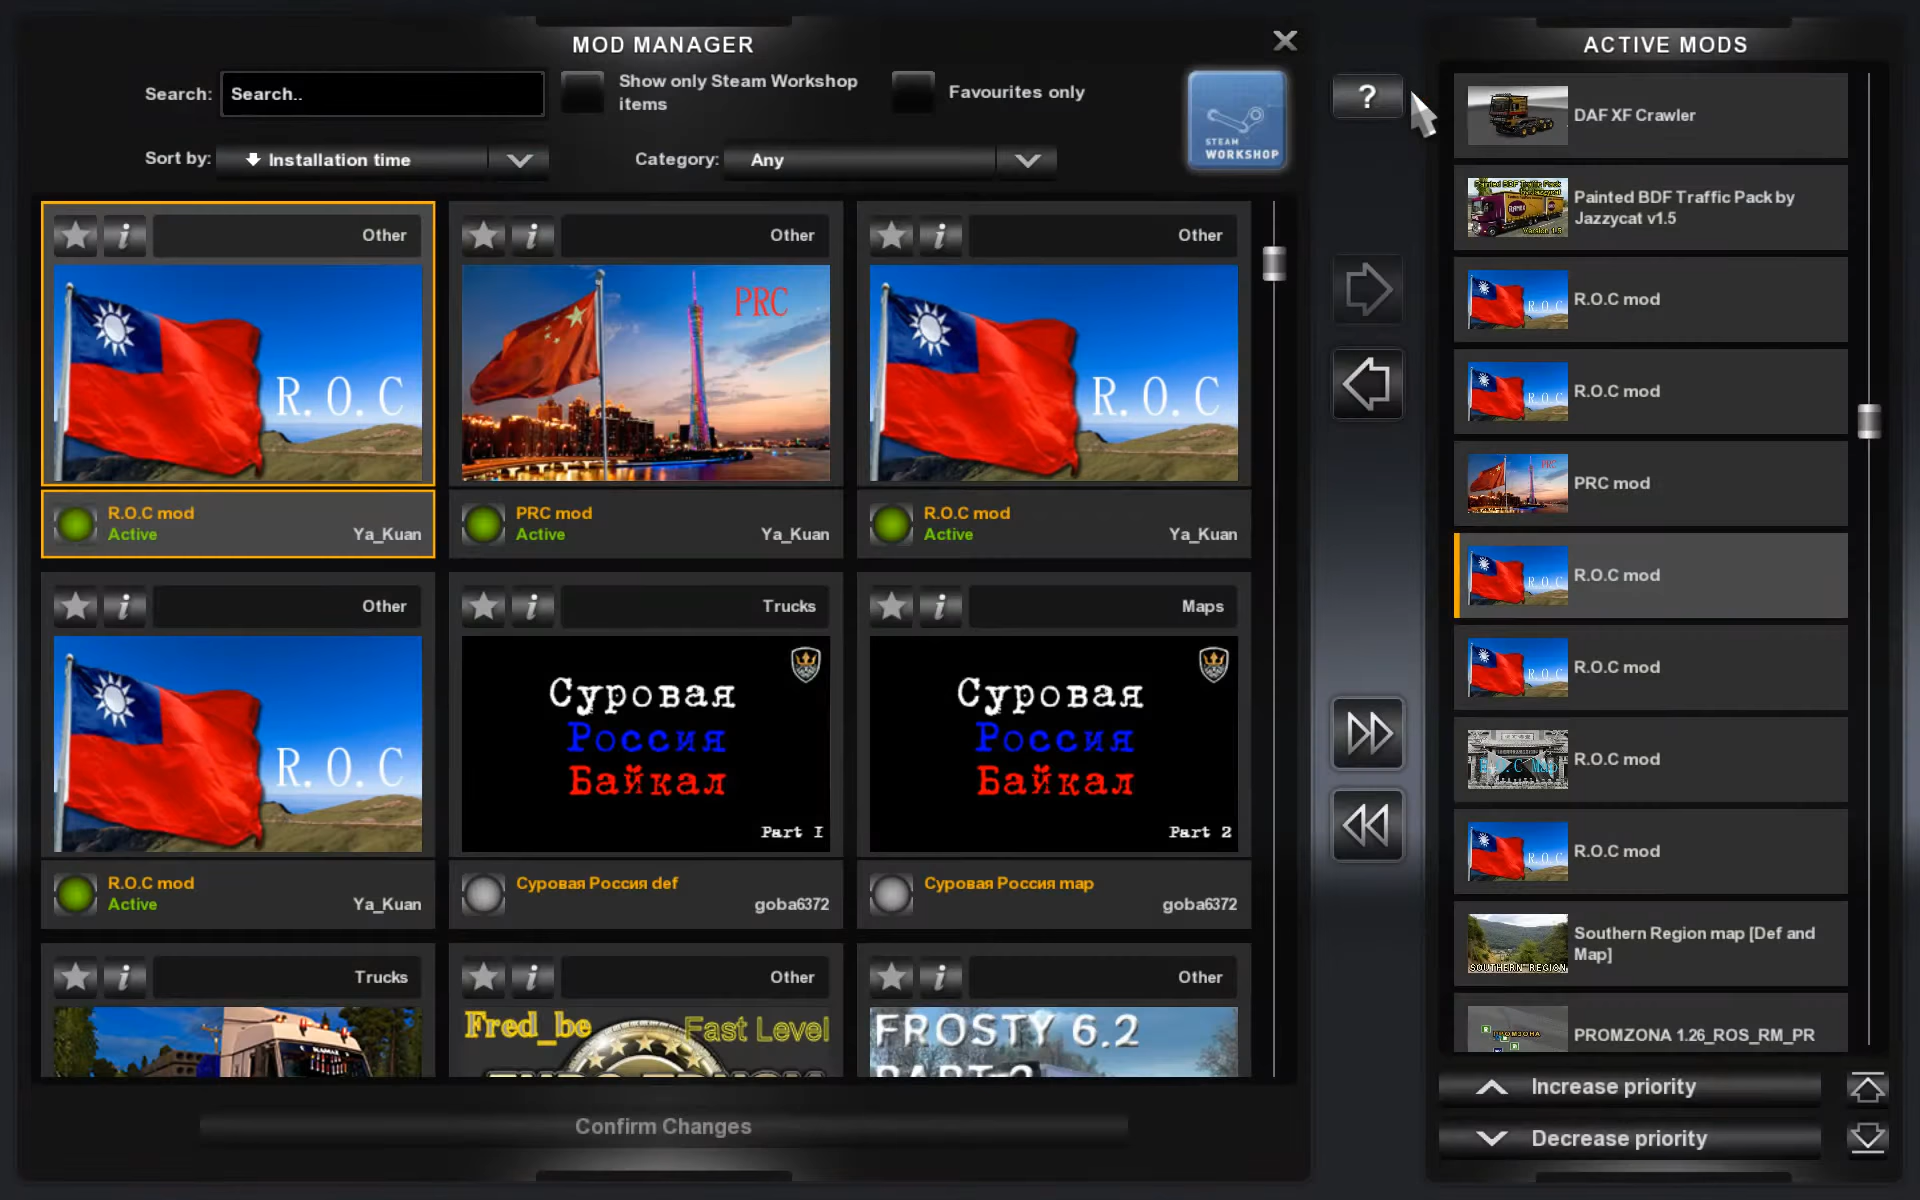 MOD MANAGER
Search:
Search..
Show only Steam Workshop
items
Favourites only
STEAM
WORKSHOP
Sort by:
Installation time
Category:
Any
Other
R.O.C
R.O.C mod
Active
Ya_Kuan
Other
PRC
PRC mod
Active
Ya_Kuan
Other
R.O.C
R.O.C mod
Active
Ya_Kuan
Other
R.O.C
R.O.C mod
Active
Ya_Kuan
Trucks
Суровая
Россия
Байкал
Part I
Суровая Россия def
goba6372
Maps
Суровая
Россия
Байкал
Part 2
Суровая Россия map
goba6372
Trucks
Other
Fred_be
Fast Level
Other
FROSTY 6.2
PART 2
Confirm Changes
?
ACTIVE MODS
DAF XF Crawler
Painted BDF Traffic Pack by
Jazzycat v1.5
R.O.C mod
R.O.C mod
PRC mod
R.O.C mod
R.O.C mod
R.O.C mod
R.O.C mod
SOUTHERN REGION
Southern Region map [Def and
Map]
ПРОМЗОНА
PROMZONA 1.26_ROS_RM_PR
Increase priority
Decrease priority